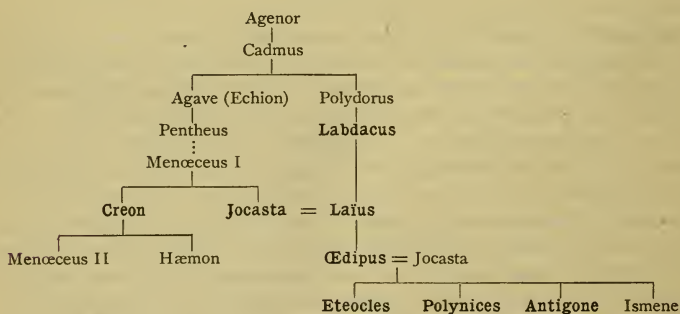 Agenor
Cadmus
Agave (Echion) Polydorus
Pentheus Labdacus
Menœceus I
Creon Jocasta = Laïus
Menœceus II Hæmon Œdipus = Jocasta
Eteocles Polynices Antigone Ismene